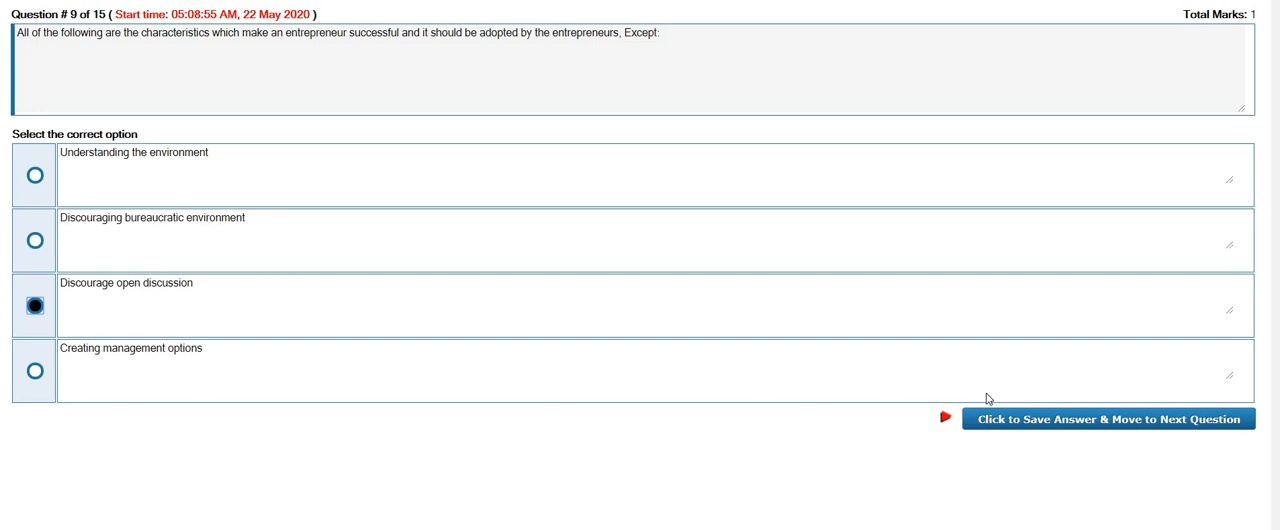 Question # 9 of 15 ( Start time: 05:08:55 AM, 22 May 2020 ) Total Marks: 1
All of the following are the characteristics which make an entrepreneur successful and it should be adopted by the entrepreneurs, Except:
Select the correct option
Understanding the environment
Discouraging bureaucratic environment
Discourage open discussion
Creating management options
Click to Save Answer & Move to Next Question